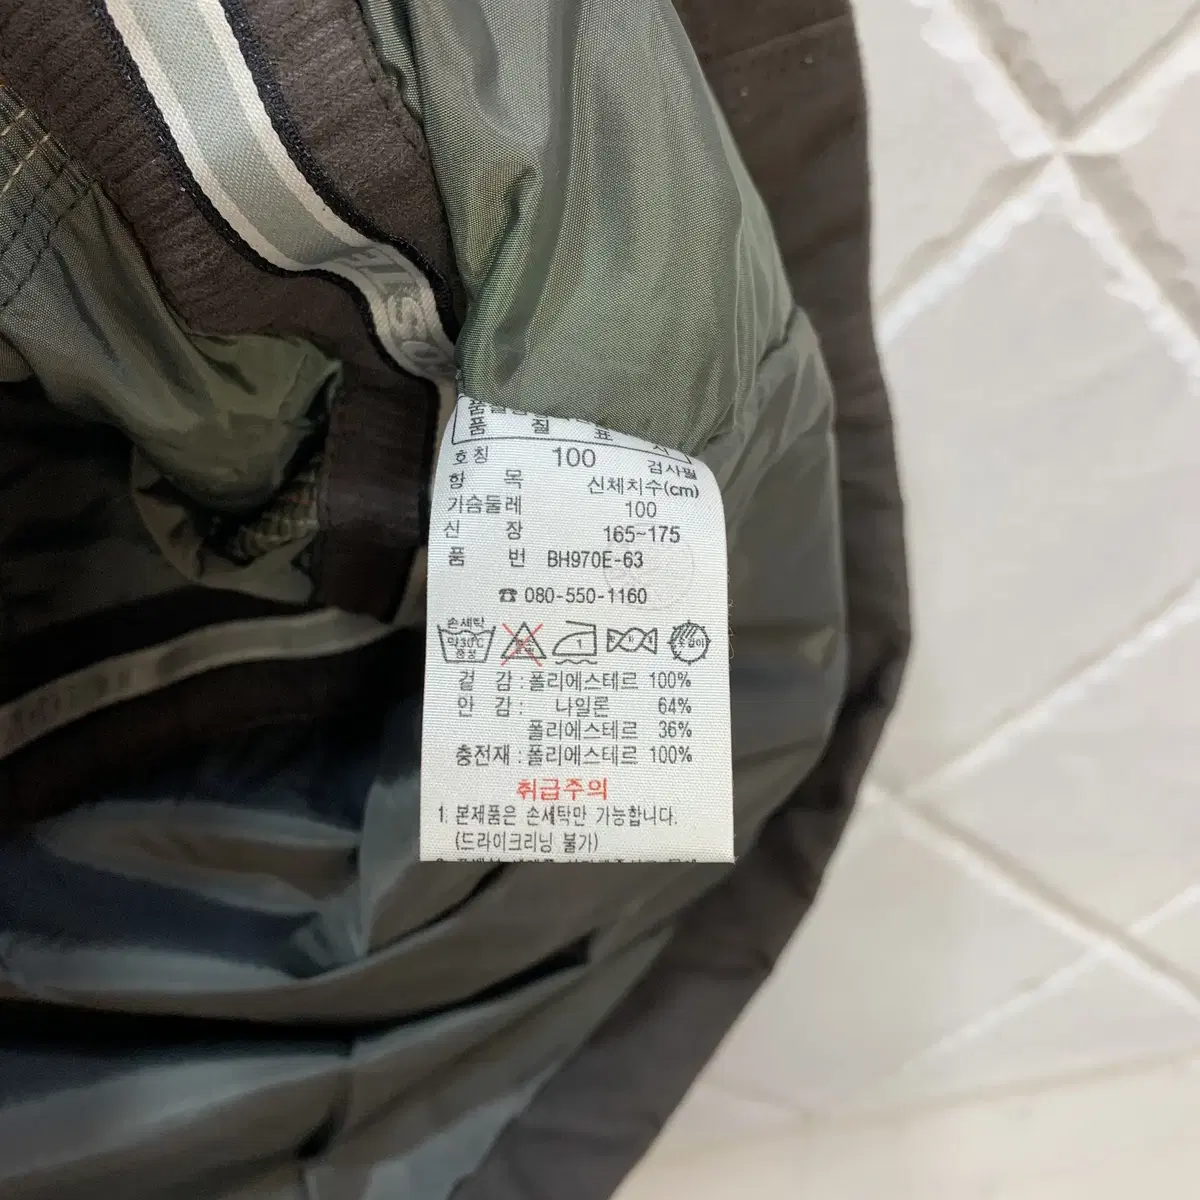 품 질 표 시
호칭 100 검사필
항 목 신체치수(cm)
가슴둘레 100
신 장 165~175
품 번 BH970E-63
☎ 080-550-1160
손세탁
약30℃
중성
1
겉 감 : 폴리에스테르 100%
안 감 : 나일론 64%
폴리에스테르 36%
충전재 : 폴리에스테르 100%
취급주의
1. 본제품은 손세탁만 가능합니다.
(드라이크리닝 불가)